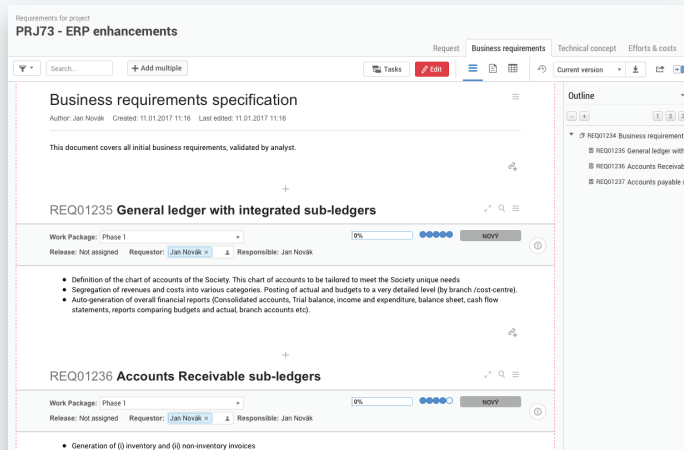 Requirements for project
PRJ73 - ERP enhancements
Request Business requirements Technical concept Efforts & costs
Search... + Add multiple Tasks Edit Current version
Business requirements specification
Author: Jan Novák Created: 11.01.2017 11:16 Last edited: 11.01.2017 11:16
This document covers all initial business requirements, validated by analyst.
Outline
- + 1 2
REQ01234 Business requirement
REQ01235 General ledger with
REQ01236 Accounts Receivab
REQ01237 Accounts payable s
REQ01235 General ledger with integrated sub-ledgers
Work Package: Phase 1 0% NOVÝ
Release: Not assigned Requestor: Jan Novák × Responsible: Jan Novák
• Definition of the chart of accounts of the Society. This chart of accounts to be tailored to meet the Society unique needs
• Segregation of revenues and costs into various categories. Posting of actual and budgets to a very detailed level (by branch /cost-centre).
• Auto-generation of overall financial reports (Consolidated accounts, Trial balance, income and expenditure, balance sheet, cash flow
statements, reports comparing budgets and actual, branch accounts etc).
REQ01236 Accounts Receivable sub-ledgers
Work Package: Phase 1 0% NOVÝ
Release: Not assigned Requestor: Jan Novák × Responsible: Jan Novák
• Generation of (i) inventory and (ii) non-inventory invoices